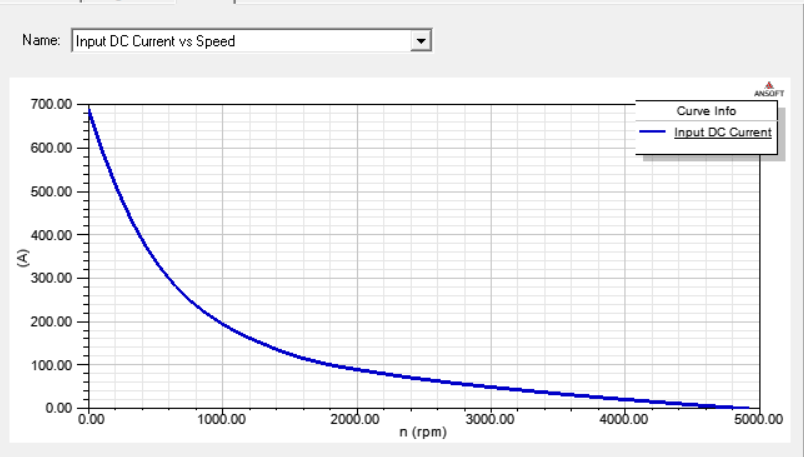 Name: Input DC Current vs Speed
ANSOFT
700.00
Curve Info
Input DC Current
600.00
500.00
400.00
(A)
300.00
200.00
100.00
0.00
0.00 1000.00 2000.00 3000.00 4000.00 5000.00
n (rpm)